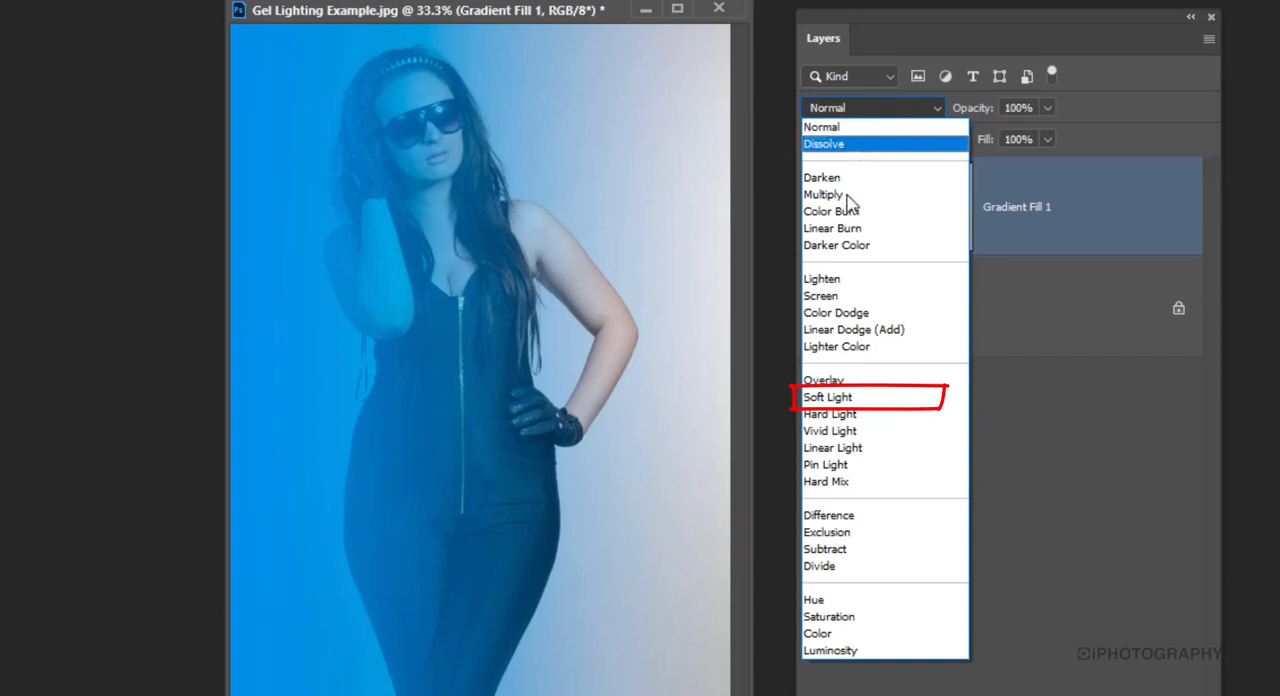 Ps Gel Lighting Example.jpg @ 33.3% (Gradient Fill 1, RGB/8*) *
Layers
Kind
Normal Opacity: 100%
Normal
Dissolve
Fill: 100%
Darken
Multiply
Color Burn
Linear Burn
Darker Color
Lighten
Screen
Color Dodge
Linear Dodge (Add)
Lighter Color
Overlay
Soft Light
Hard Light
Vivid Light
Linear Light
Pin Light
Hard Mix
Difference
Exclusion
Subtract
Divide
Hue
Saturation
Color
Luminosity
Gradient Fill 1
iPHOTOGRAPHY